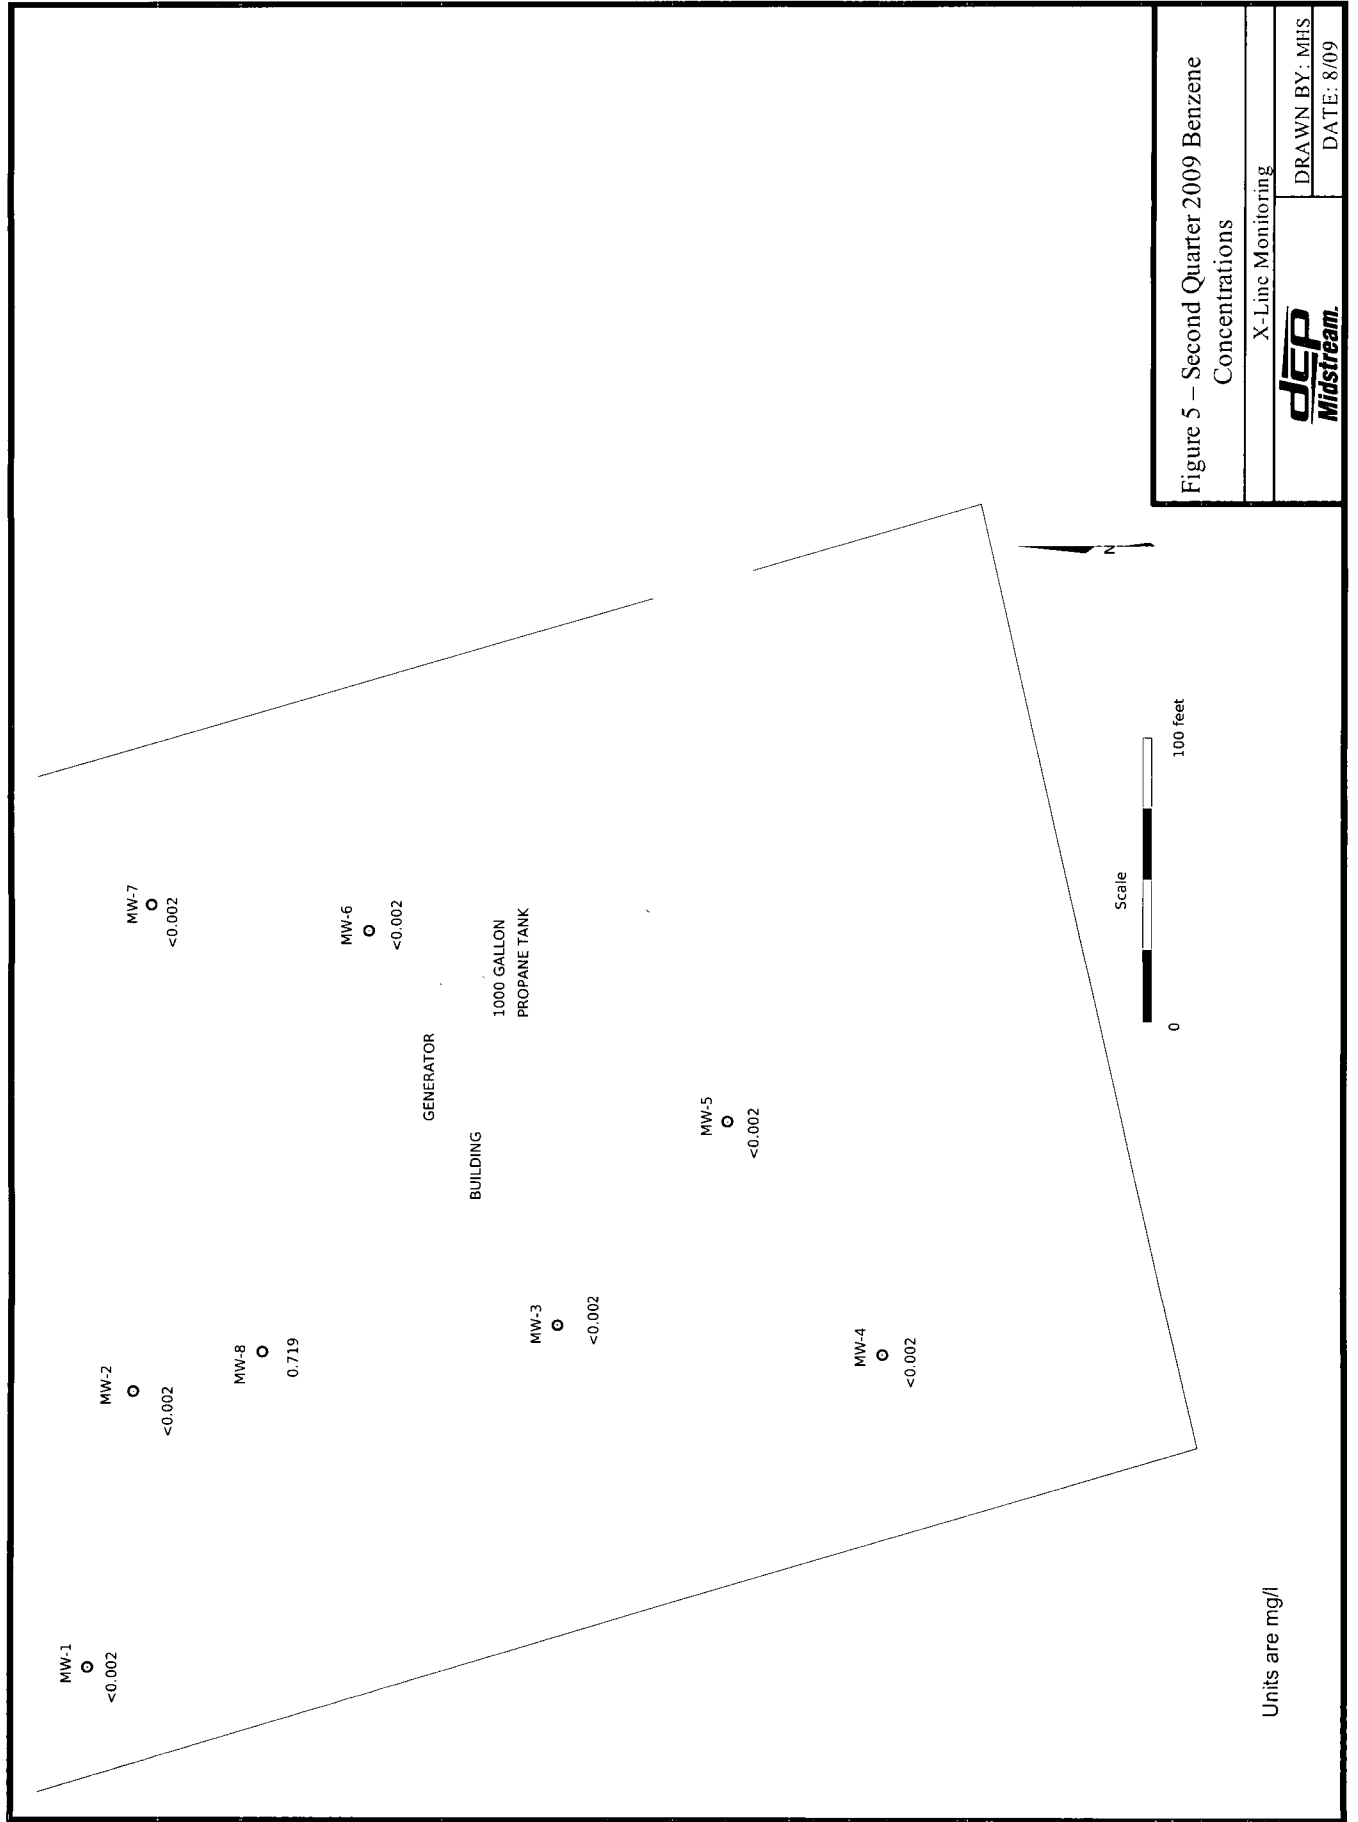 MW-1
<0.002
MW-2
<0.002
MW-8
0.719
MW-7
<0.002
MW-6
<0.002
GENERATOR
BUILDING
1000 GALLON
PROPANE TANK
MW-3
<0.002
MW-5
<0.002
MW-4
<0.002
Scale
0
100 feet
N
Units are mg/l
Figure 5 – Second Quarter 2009 Benzene
Concentrations
X-Line Monitoring
dcp
Midstream.
DRAWN BY: MHS
DATE: 8/09